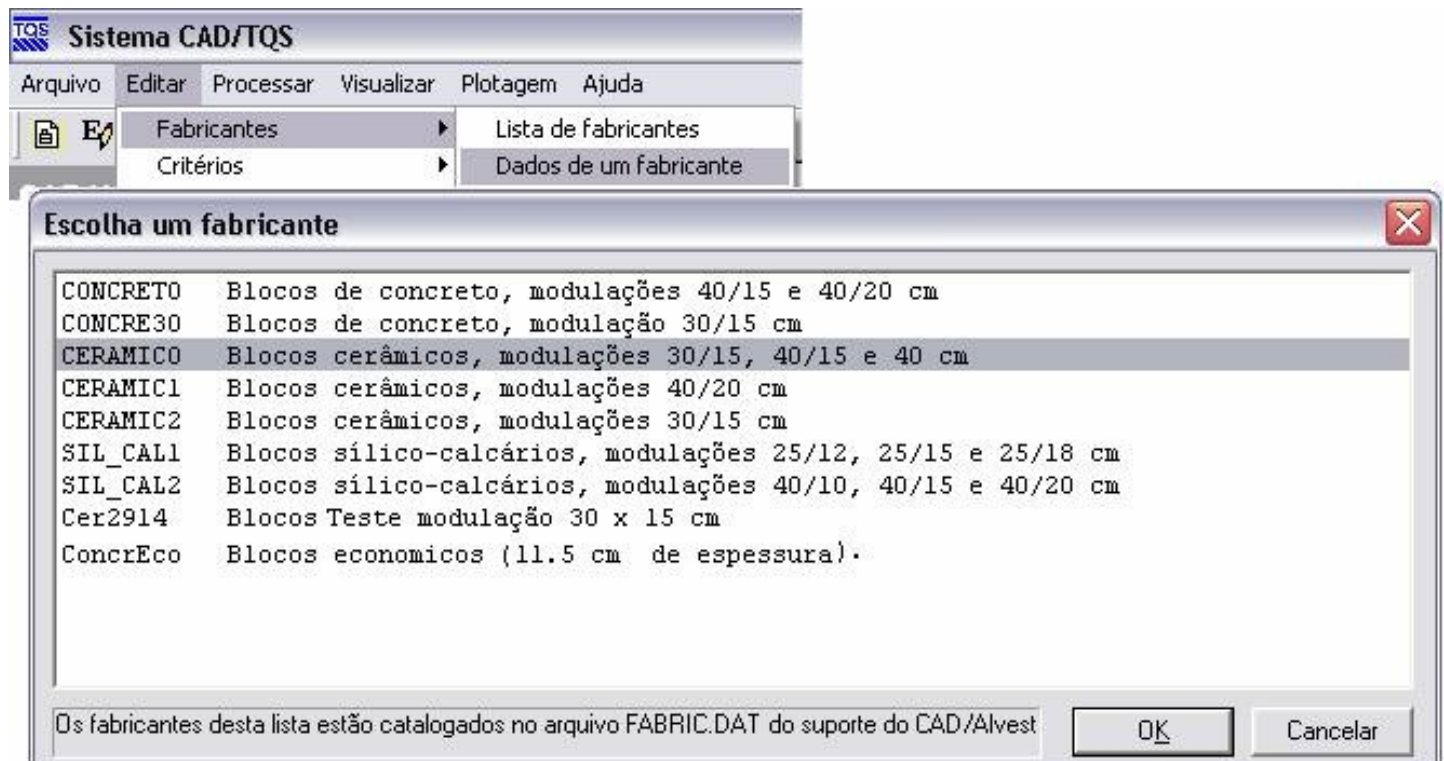 TQS Sistema CAD/TQS
Arquivo Editar Processar Visualizar Plotagem Ajuda
Fabricantes Lista de fabricantes
Critérios Dados de um fabricante
Escolha um fabricante
CONCRETO Blocos de concreto, modulações 40/15 e 40/20 cm
CONCRE30 Blocos de concreto, modulação 30/15 cm
CERAMICO Blocos cerâmicos, modulações 30/15, 40/15 e 40 cm
CERAMIC1 Blocos cerâmicos, modulações 40/20 cm
CERAMIC2 Blocos cerâmicos, modulações 30/15 cm
SIL_CAL1 Blocos sílico-calcários, modulações 25/12, 25/15 e 25/18 cm
SIL_CAL2 Blocos sílico-calcários, modulações 40/10, 40/15 e 40/20 cm
Cer2914 Blocos Teste modulação 30 x 15 cm
ConcrEco Blocos economicos (11.5 cm de espessura).
Os fabricantes desta lista estão catalogados no arquivo FABRIC.DAT do suporte do CAD/Alvest OK Cancelar